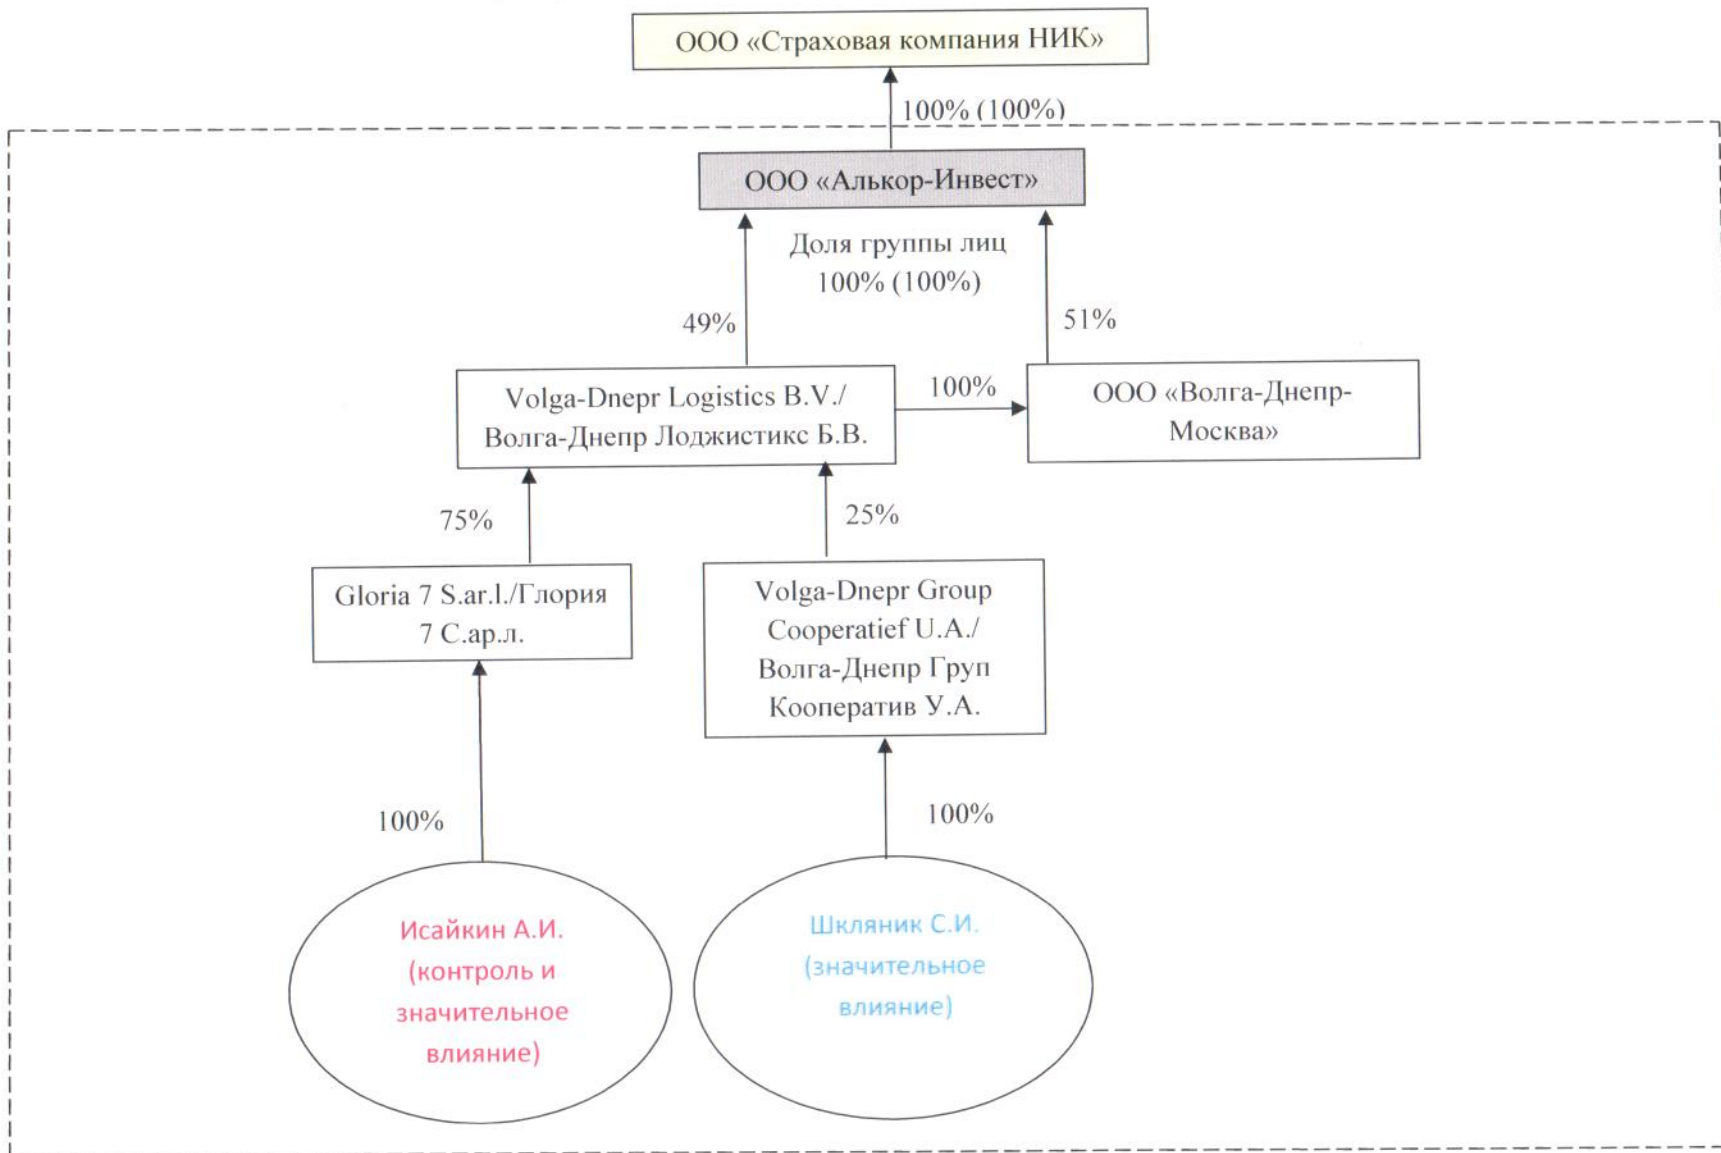 ООО «Страховая компания НИК»
100% (100%)
ООО «Алькор-Инвест»
Доля группы лиц
100% (100%)
49%
51%
Volga-Dnepr Logistics B.V./
Волга-Днепр Лоджистикс Б.В.
100%
ООО «Волга-Днепр-
Москва»
75%
25%
Gloria 7 S.ar.l./Глория
7 С.ар.л.
Volga-Dnepr Group
Cooperatief U.A./
Волга-Днепр Груп
Кооператив У.А.
100%
100%
Исайкин А.И.
(контроль и
значительное
влияние)
Шкляник С.И.
(значительное
влияние)